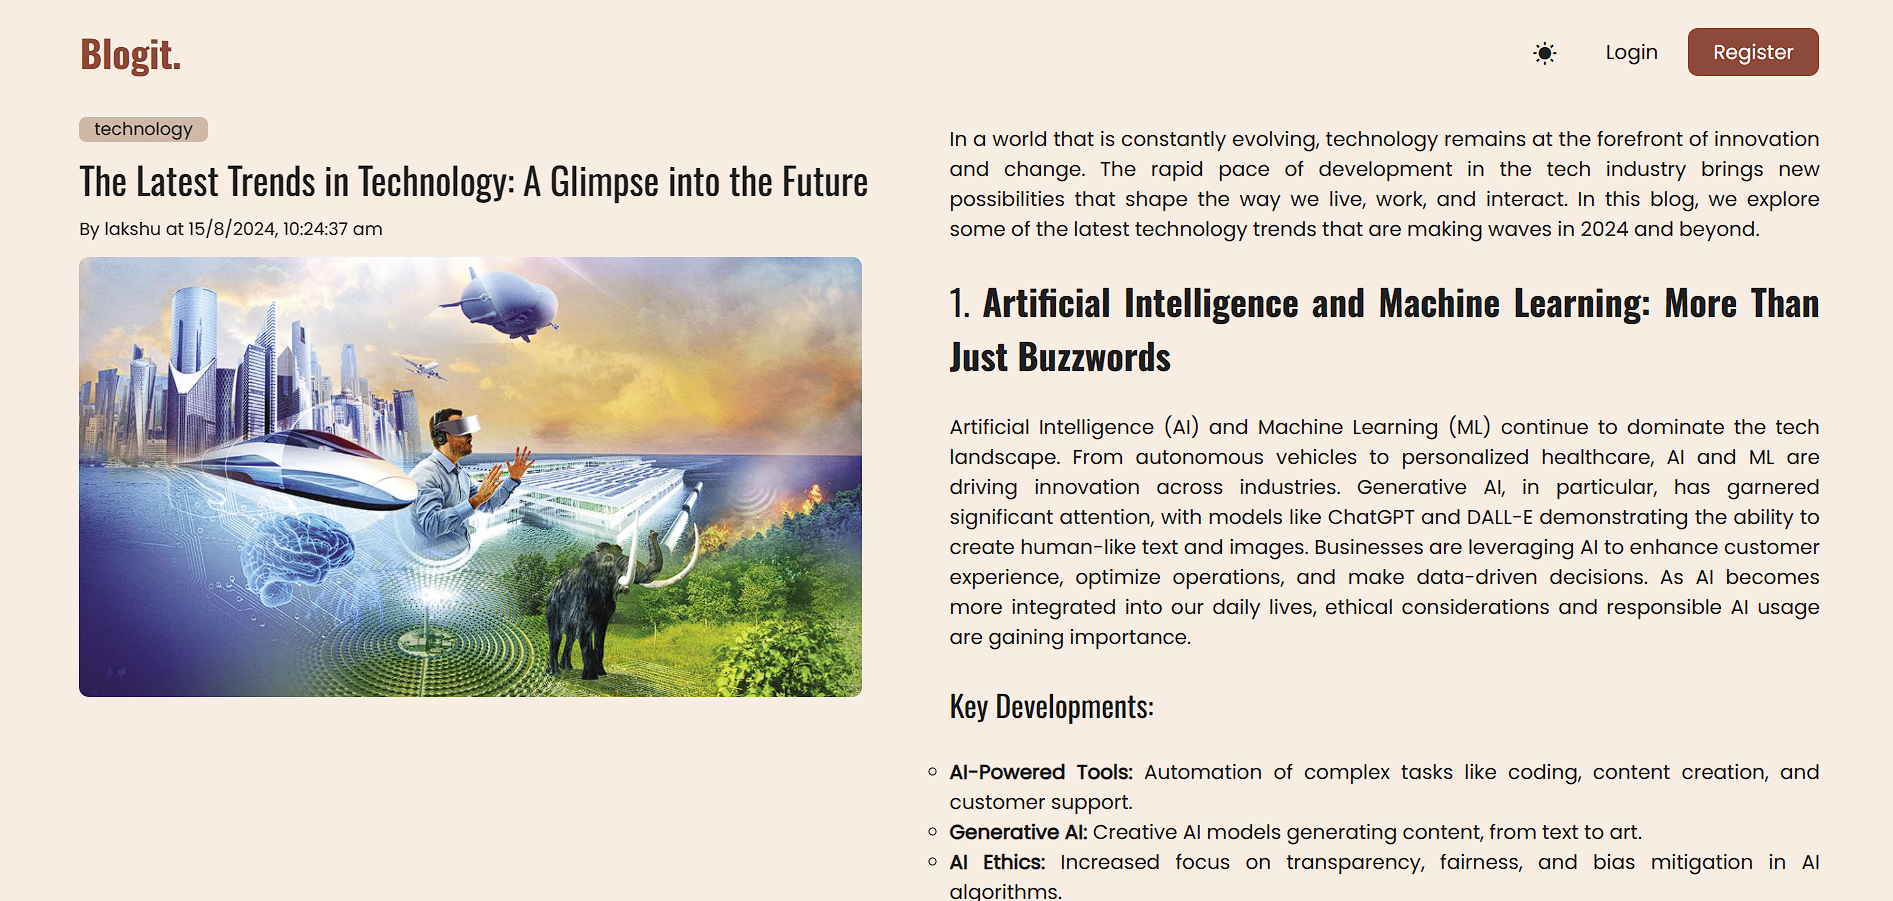 Blogit.
Login
Register
technology
The Latest Trends in Technology: A Glimpse into the Future
By lakshu at 15/8/2024, 10:24:37 am
In a world that is constantly evolving, technology remains at the forefront of innovation
and change. The rapid pace of development in the tech industry brings new
possibilities that shape the way we live, work, and interact. In this blog, we explore
some of the latest technology trends that are making waves in 2024 and beyond.
1. Artificial Intelligence and Machine Learning: More Than
Just Buzzwords
Artificial Intelligence (AI) and Machine Learning (ML) continue to dominate the tech
landscape. From autonomous vehicles to personalized healthcare, AI and ML are
driving innovation across industries. Generative AI, in particular, has garnered
significant attention, with models like ChatGPT and DALL-E demonstrating the ability to
create human-like text and images. Businesses are leveraging AI to enhance customer
experience, optimize operations, and make data-driven decisions. As AI becomes
more integrated into our daily lives, ethical considerations and responsible AI usage
are gaining importance.
Key Developments:
AI-Powered Tools: Automation of complex tasks like coding, content creation, and
customer support.
Generative AI: Creative AI models generating content, from text to art.
AI Ethics: Increased focus on transparency, fairness, and bias mitigation in AI
algorithms.